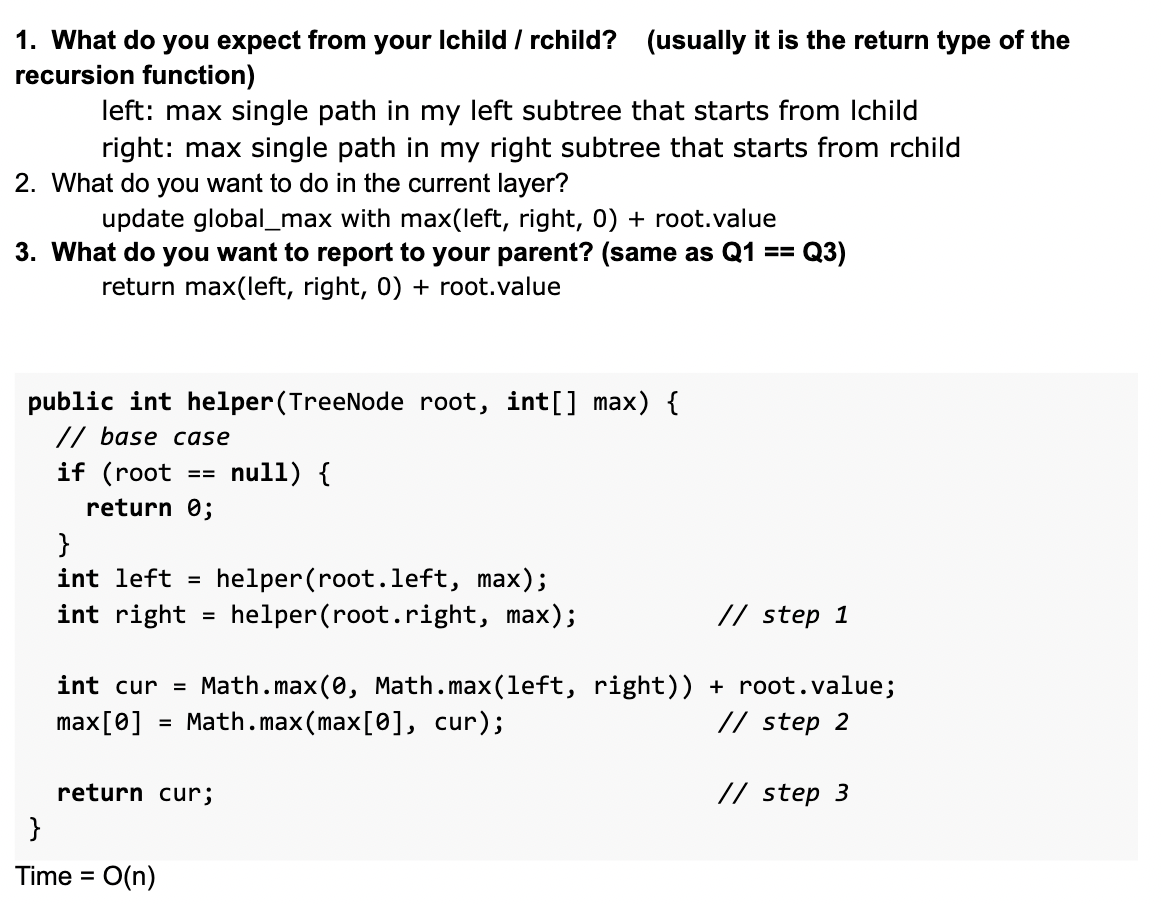 1. What do you expect from your lchild / rchild? (usually it is the return type of the
recursion function)
left: max single path in my left subtree that starts from lchild
right: max single path in my right subtree that starts from rchild
2. What do you want to do in the current layer?
update global_max with max(left, right, 0) + root.value
3. What do you want to report to your parent? (same as Q1 == Q3)
return max(left, right, 0) + root.value
public int helper(TreeNode root, int[] max) {
  // base case
  if (root == null) {
    return 0;
  }
  int left = helper(root.left, max);
  int right = helper(root.right, max);          // step 1
  int cur = Math.max(0, Math.max(left, right)) + root.value;
  max[0] = Math.max(max[0], cur);               // step 2
  return cur;                                   // step 3
}
Time = O(n)